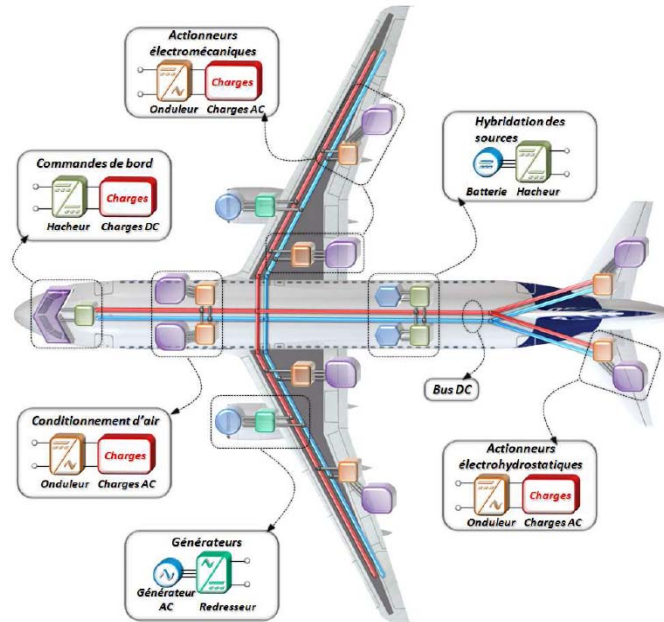 Actionneurs
électromécaniques
Charges
Onduleur Charges AC
Hybridation des
sources
Batterie Hacheur
Commandes de bord
Charges
Hacheur Charges DC
Bus DC
Conditionnement d'air
Charges
Onduleur Charges AC
Actionneurs
électrohydrostatiques
Charges
Onduleur Charges AC
Générateurs
Générateur
AC Redresseur